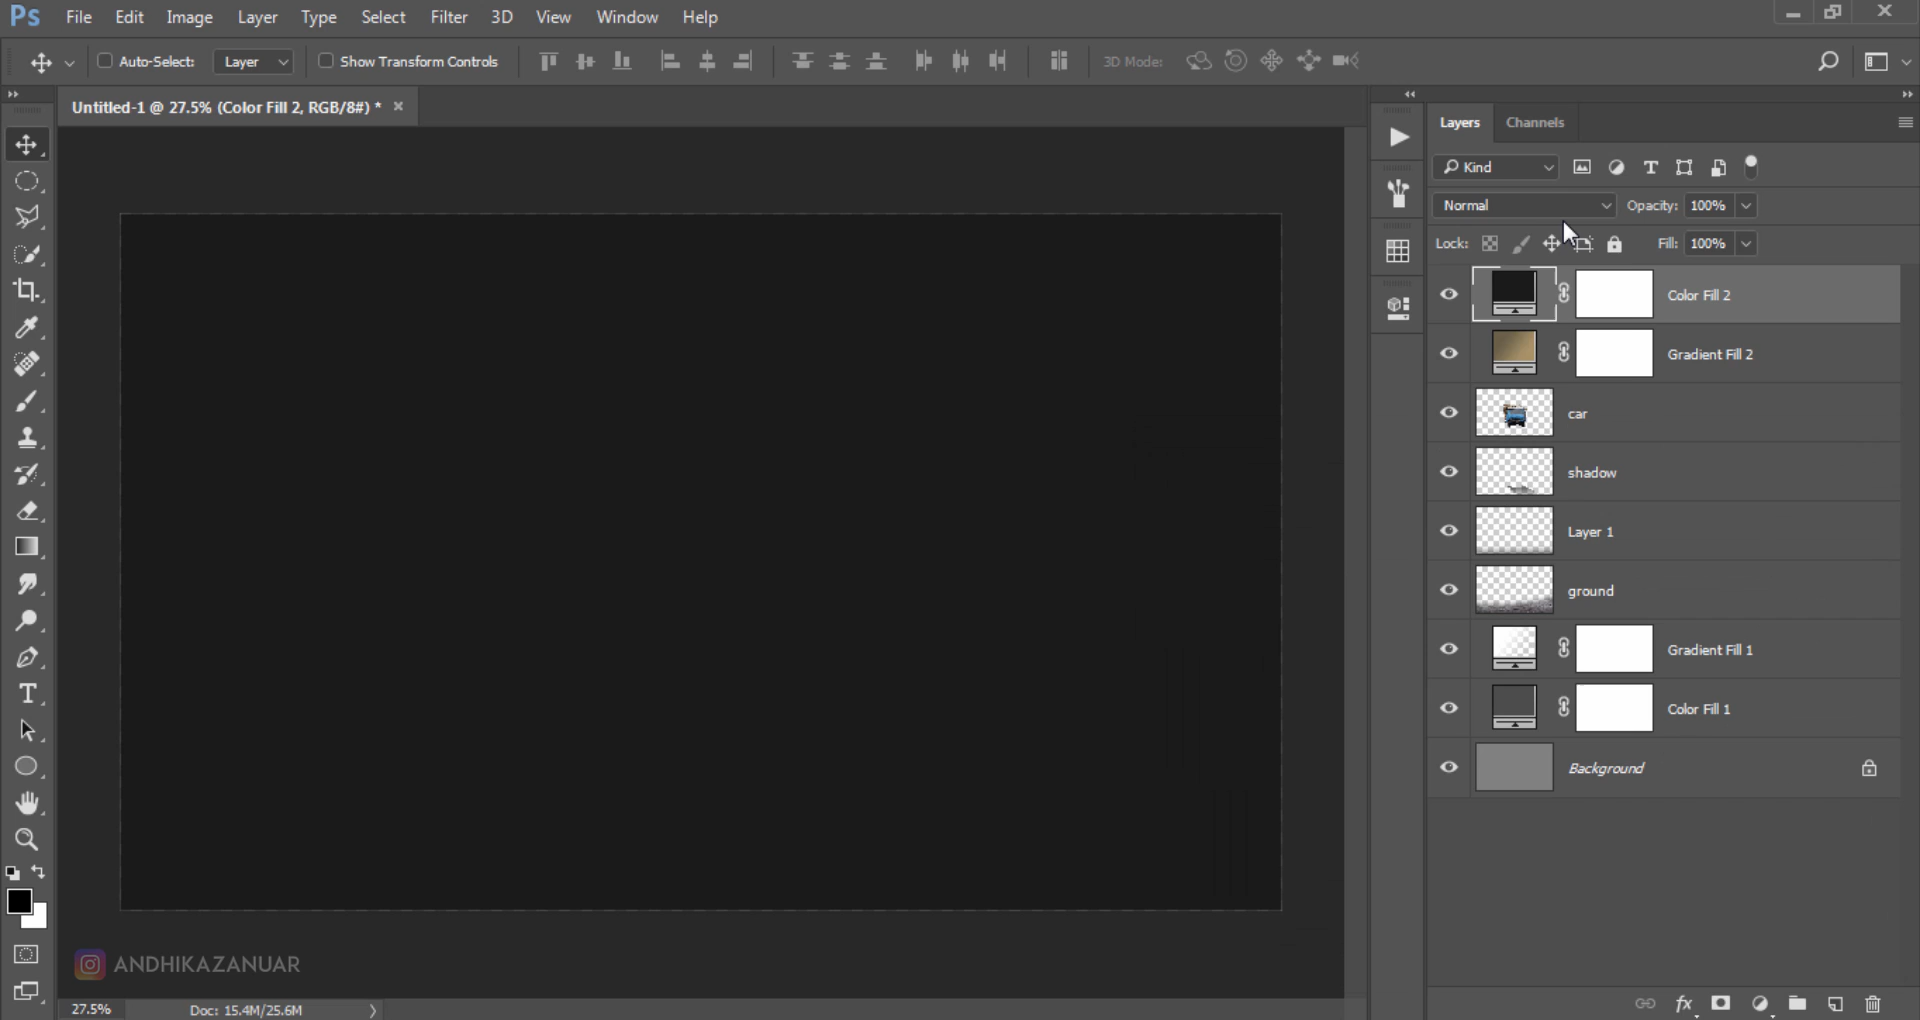 Ps File Edit Image Layer Type Select Filter 3D View Window Help
Auto-Select: Layer Show Transform Controls 3D Mode:
Untitled-1 @ 27.5% (Color Fill 2, RGB/8#) *
Layers Channels
Kind
Normal Opacity: 100%
Lock: Fill: 100%
Color Fill 2
Gradient Fill 2
car
shadow
Layer 1
ground
Gradient Fill 1
Color Fill 1
Background
ANDHIKAZANUAR
27.5% Doc: 15.4M/25.6M
fx